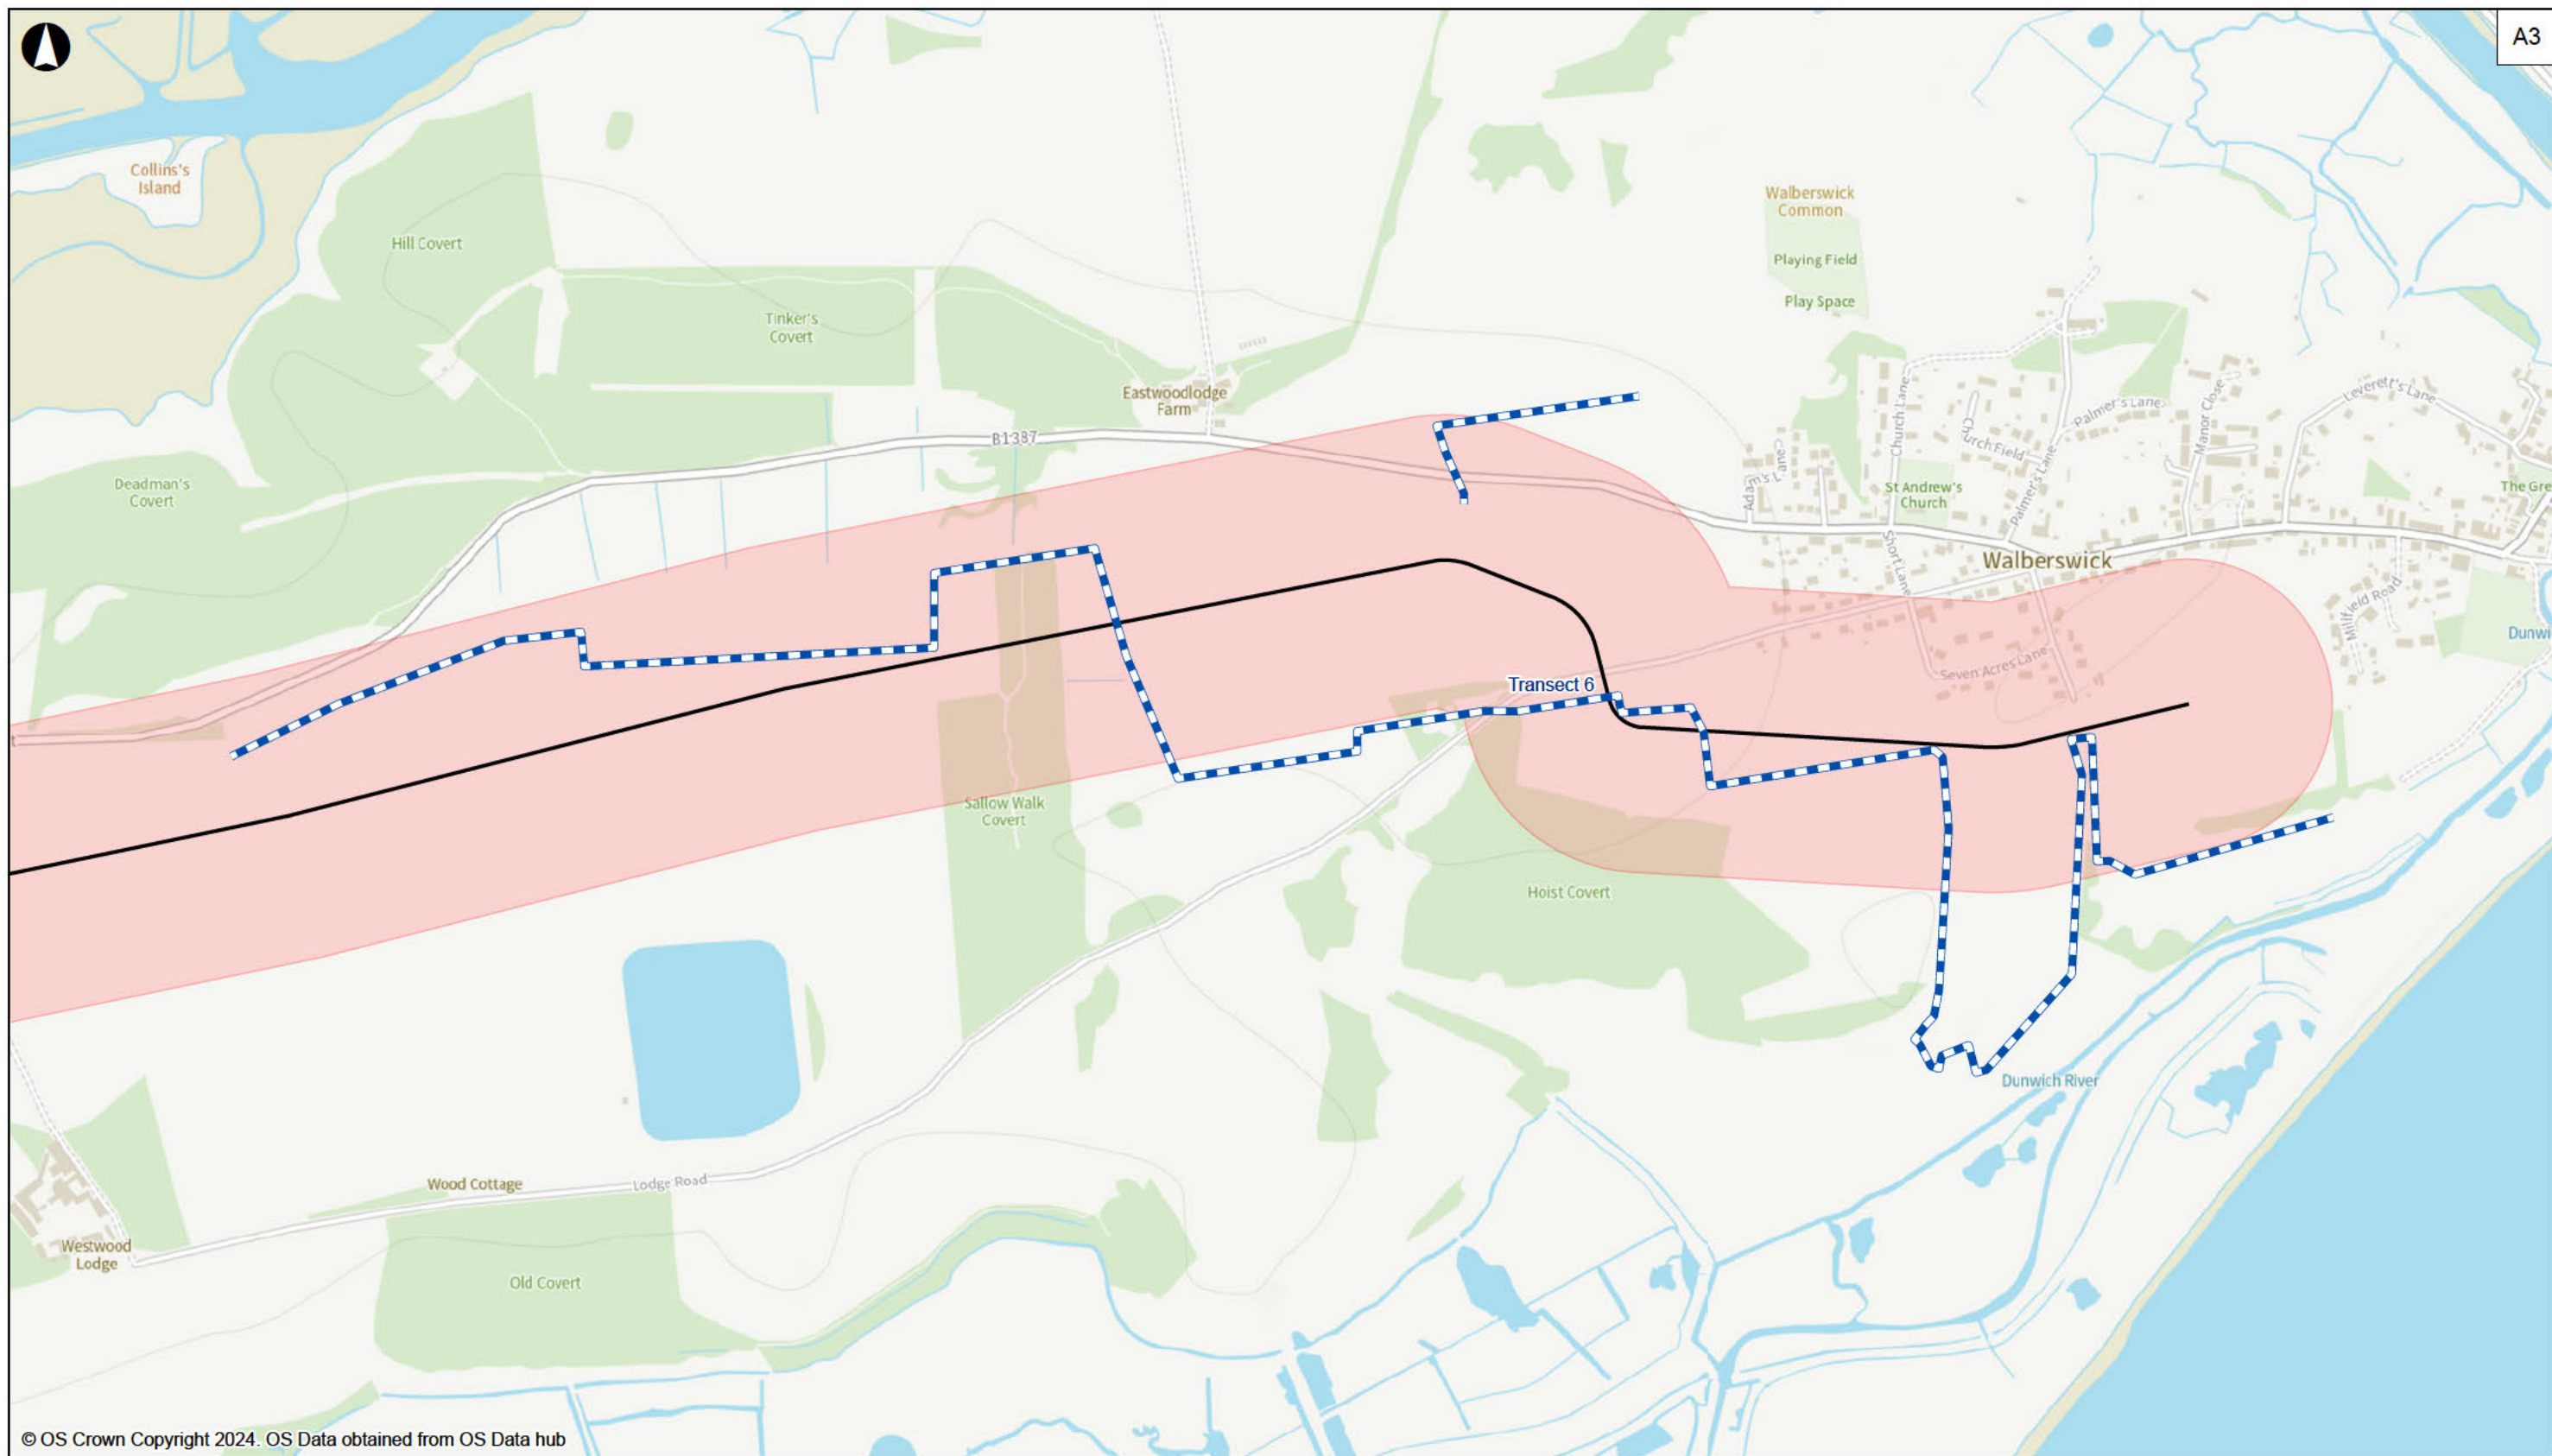 A3
Collins's
Island
Walberswick
Common
Hill Covert
Playing Field
Play Space
Tinker's
Covert
Eastwoodlodge
Farm
B1387
Church Lane
Church Field
Palmer's Lane
Palmer's Lane
Manor Close
Leverett's Lane
Adam's Lane
Deadman's
Covert
St Andrew's
Church
The Gre
Short Lane
Walberswick
Millfield Road
Dunwi
Seven Acres Lane
Transect 6
t
Sallow Walk
Covert
Hoist Covert
Dunwich River
Wood Cottage
Lodge Road
Westwood
Lodge
Old Covert
© OS Crown Copyright 2024. OS Data obtained from OS Data hub